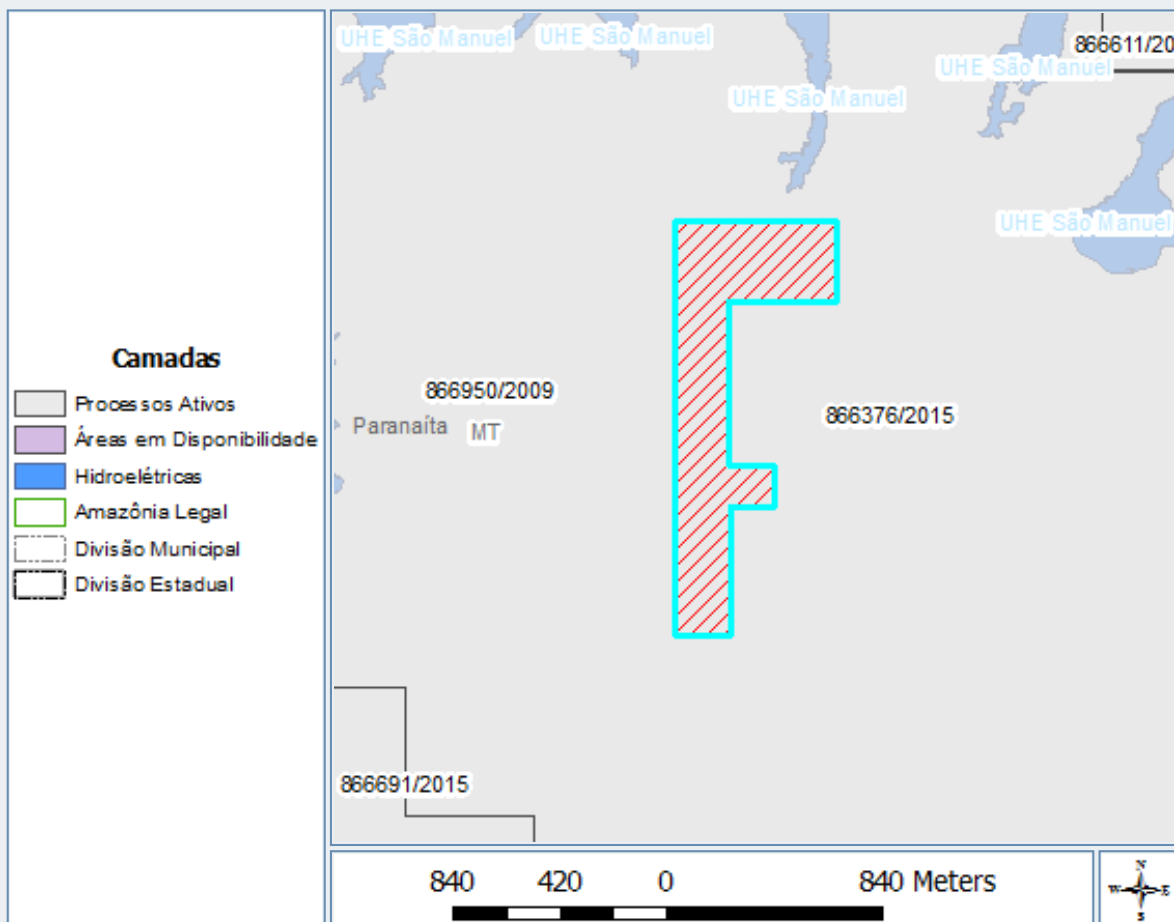 Camadas
Processos Ativos
Áreas em Disponibilidade
Hidroelétricas
Amazônia Legal
Divisão Municipal
Divisão Estadual
UHE São Manuel
UHE São Manuel
866611/20
UHE São Manuel
UHE São Manuel
UHE São Manuel
866950/2009
866376/2015
Paranaíta MT
866691/2015
840 420 0 840 Meters
N
W E
S